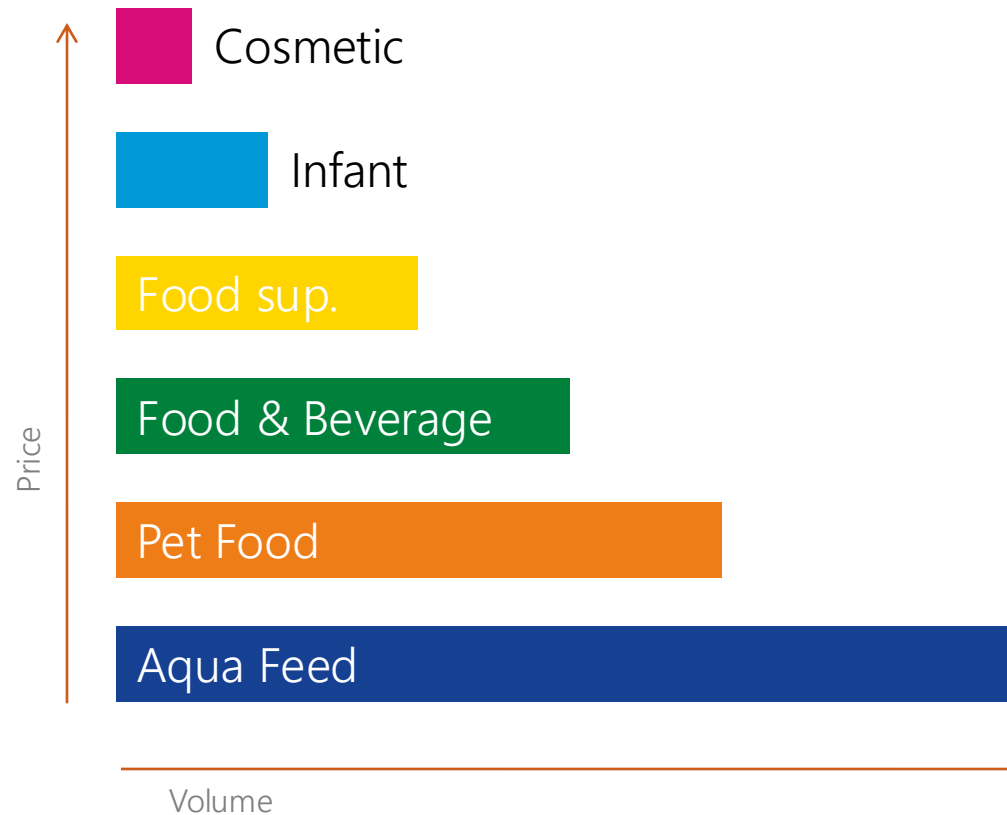 Cosmetic
Infant
Food sup.
Food & Beverage
Pet Food
Aqua Feed
Price
Volume